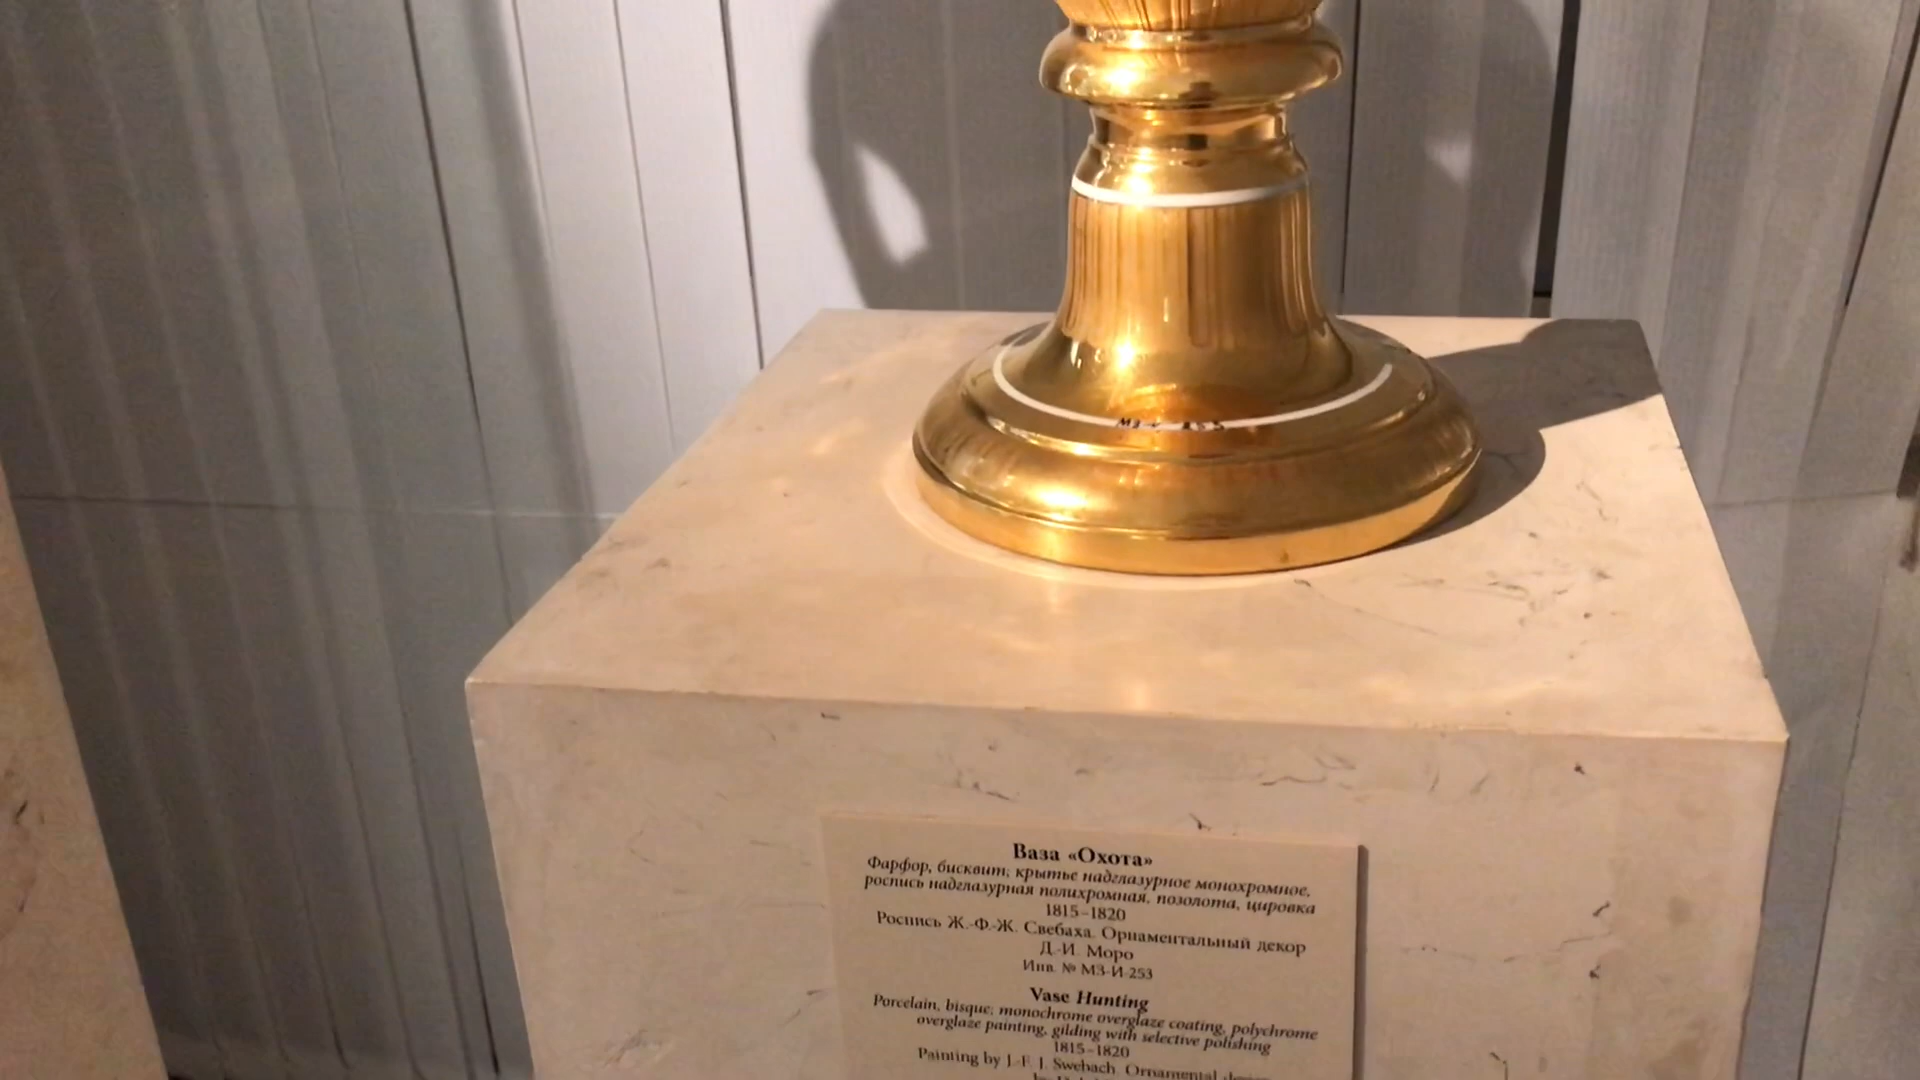 МЗ-И 253
Ваза «Охота»
Фарфор, бисквит; крытье надглазурное монохромное,
роспись надглазурная полихромная, позолота, цировка
1815–1820
Роспись Ж.-Ф.-Ж. Свебаха. Орнаментальный декор
Д.-И. Моро
Инв. № МЗ-И-253
Vase Hunting
Porcelain, bisque; monochrome overglaze coating, polychrome
overglaze painting, gilding with selective polishing
1815–1820
Painting by J.-F. J. Swebach. Ornamental